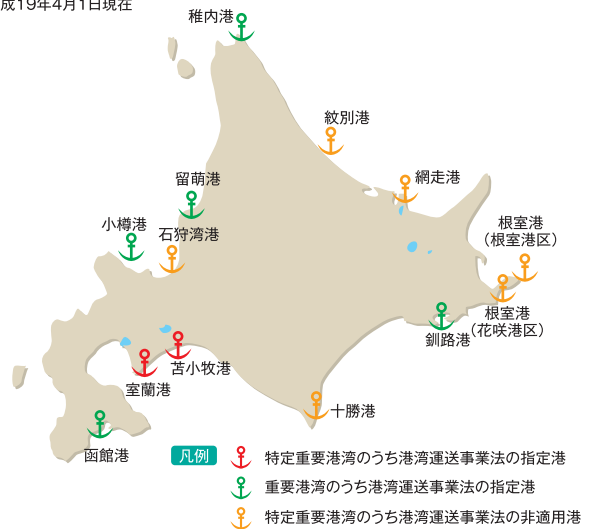 成19年4月1日現在
稚内港
紋別港
網走港
留萌港
小樽港
石狩湾港
根室港
（根室港区）
根室港
（花咲港区）
釧路港
苫小牧港
室蘭港
十勝港
函館港
凡例
特定重要港湾のうち港湾運送事業法の指定港
重要港湾のうち港湾運送事業法の指定港
特定重要港湾のうち港湾運送事業法の非適用港